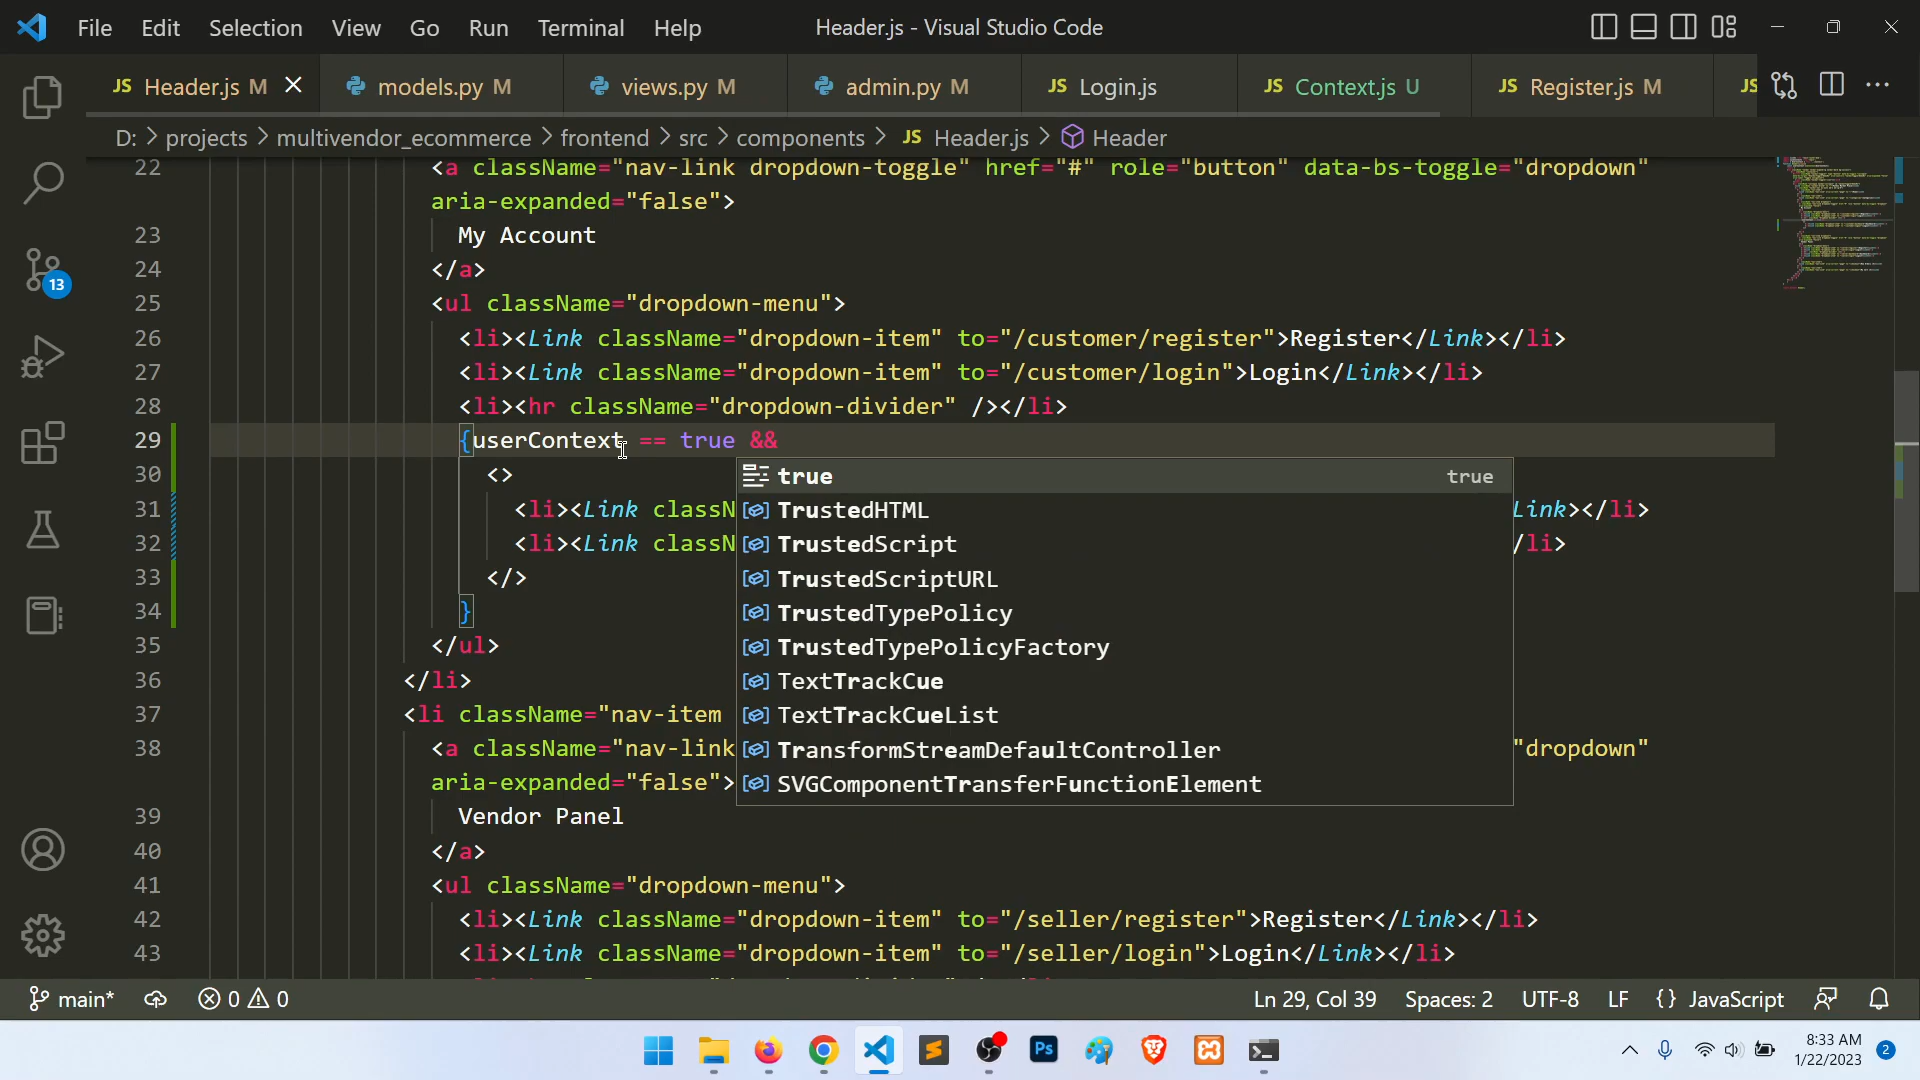 File Edit Selection View Go Run Terminal Help
Header.js - Visual Studio Code
JS Header.js M
models.py M
views.py M
admin.py M
JS Login.js
JS Context.js U
JS Register.js M
JS
D: > projects > multivendor_ecommerce > frontend > src > components > JS Header.js > Header
22 <a className="nav-link dropdown-toggle" href="#" role="button" data-bs-toggle="dropdown"
aria-expanded="false">
23 My Account
24 </a>
25 <ul className="dropdown-menu">
26 <li><Link className="dropdown-item" to="/customer/register">Register</Link></li>
27 <li><Link className="dropdown-item" to="/customer/login">Login</Link></li>
28 <li><hr className="dropdown-divider" /></li>
29 {userContext == true &&
30 <>
true true
31 <li><Link classN Link></li>
TrustedHTML
32 <li><Link classN /li>
TrustedScript
33 </>
TrustedScriptURL
34 }
TrustedTypePolicy
35 </ul>
TrustedTypePolicyFactory
36 </li>
TextTrackCue
37 <li className="nav-item
TextTrackCueList
38 <a className="nav-link "dropdown"
TransformStreamDefaultController
aria-expanded="false">
SVGComponentTransferFunctionElement
39 Vendor Panel
40 </a>
41 <ul className="dropdown-menu">
42 <li><Link className="dropdown-item" to="/seller/register">Register</Link></li>
43 <li><Link className="dropdown-item" to="/seller/login">Login</Link></li>
13
main* 0 0 Ln 29, Col 39 Spaces: 2 UTF-8 LF {} JavaScript
Ps
8:33 AM
1/22/2023
2